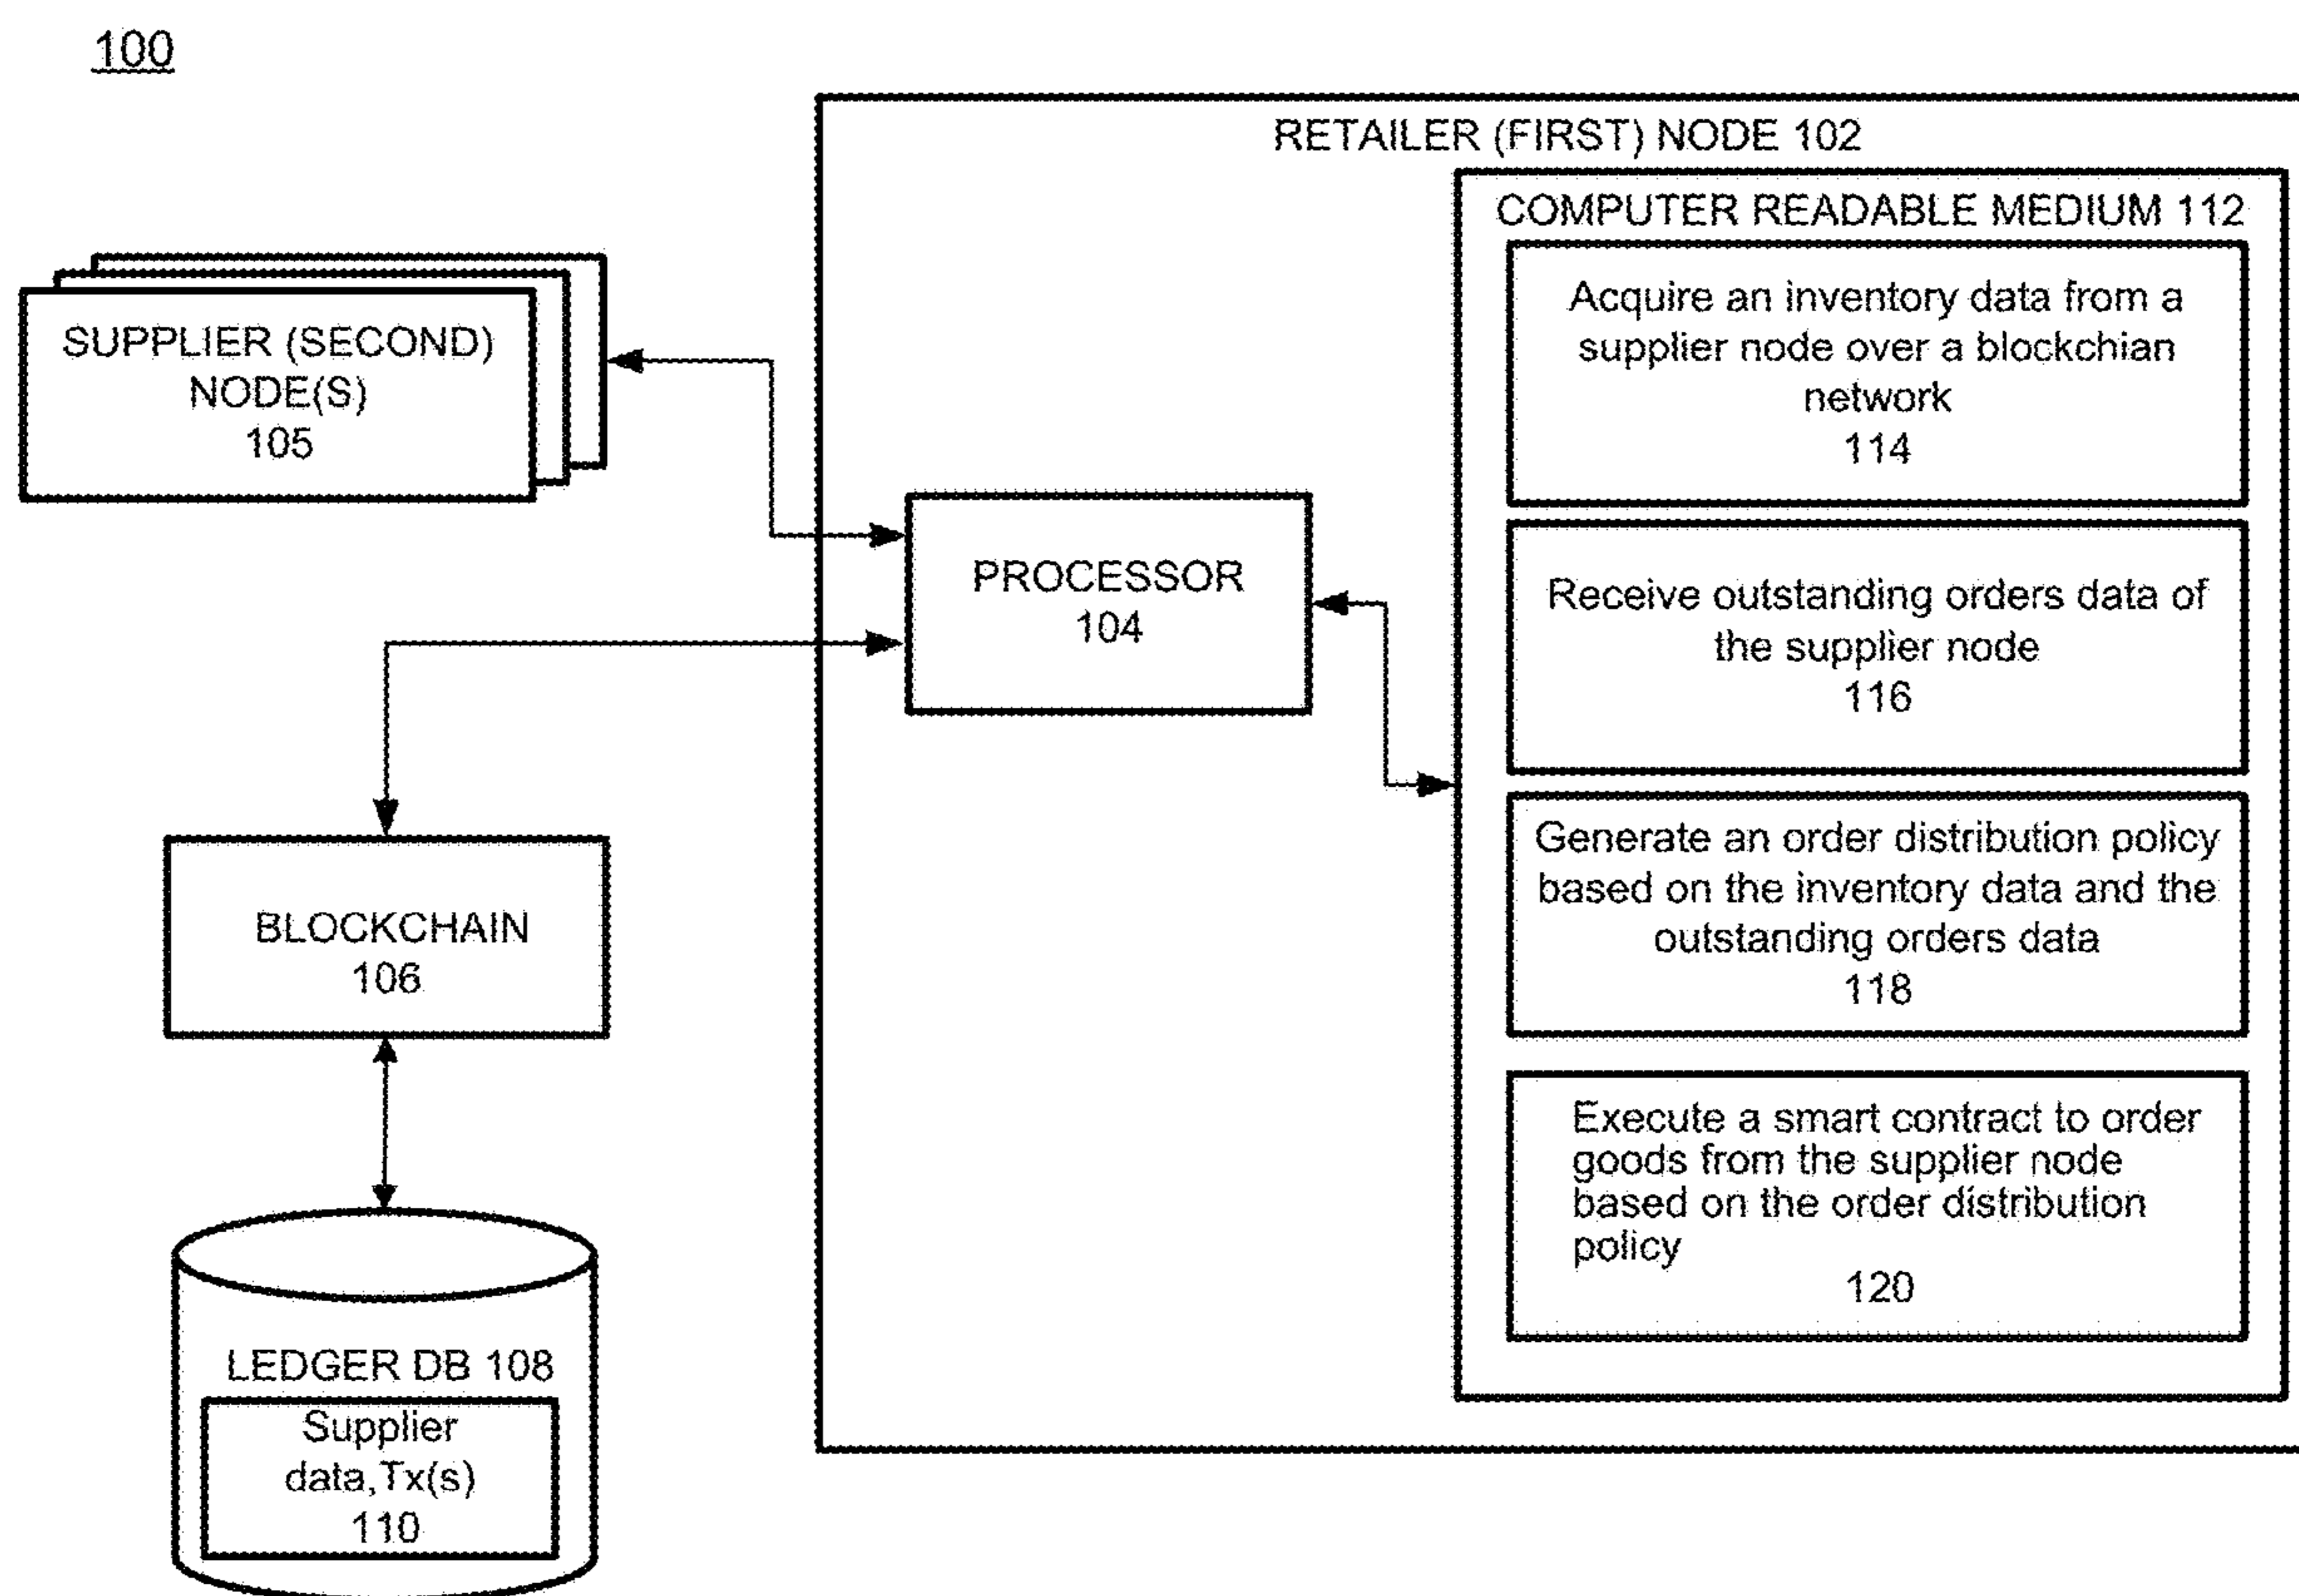 100
RETAILER (FIRST) NODE 102
COMPUTER READABLE MEDIUM 112
SUPPLIER (SECOND)
NODE(S)
105
Acquire an inventory data from a
supplier node over a blockchian
network
114
PROCESSOR
104
Receive outstanding orders data of
the supplier node
116
BLOCKCHAIN
106
Generate an order distribution policy
based on the inventory data and the
outstanding orders data
118
Execute a smart contract to order
goods from the supplier node
based on the order distribution
policy
120
LEDGER DB 108
Supplier
data,Tx(s)
110